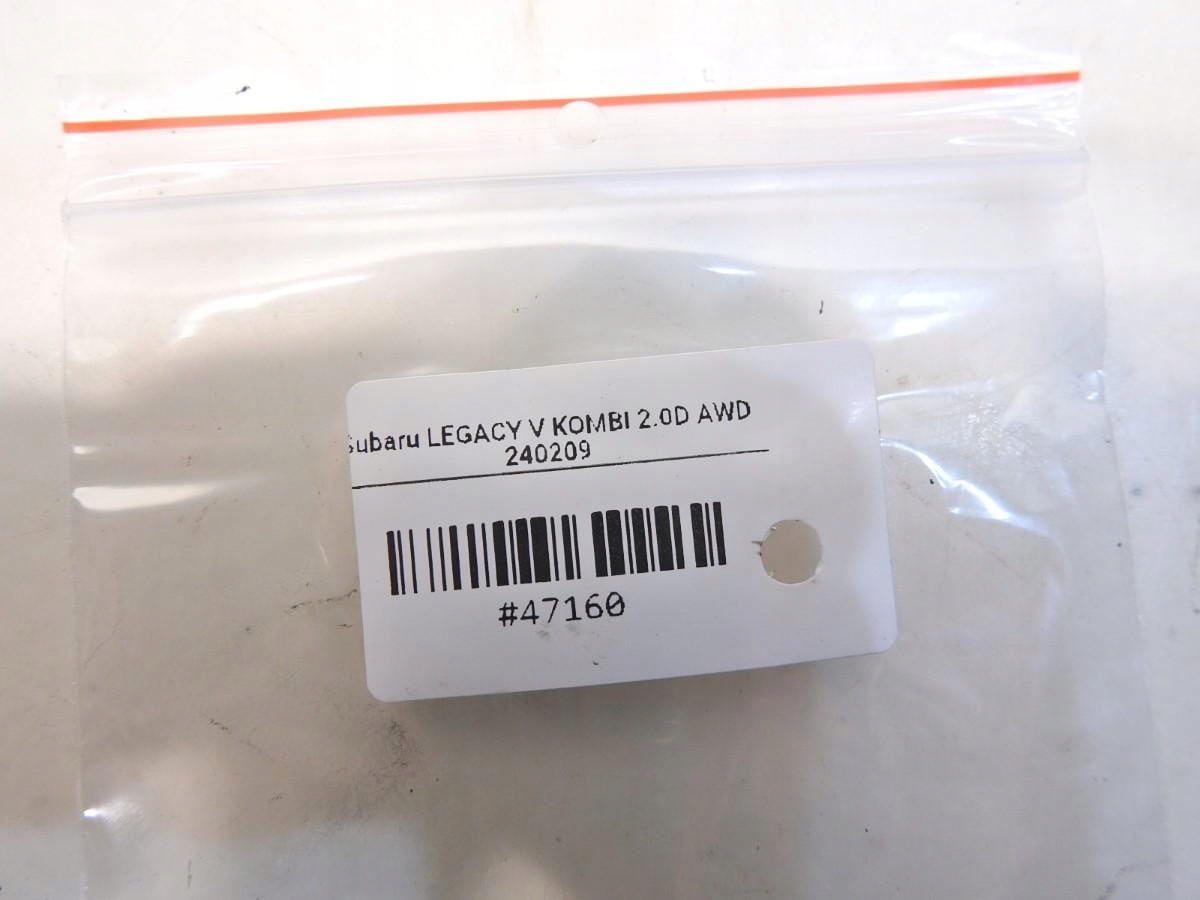 Subaru LEGACY V KOMBI 2.0D AWD
240209
#47160